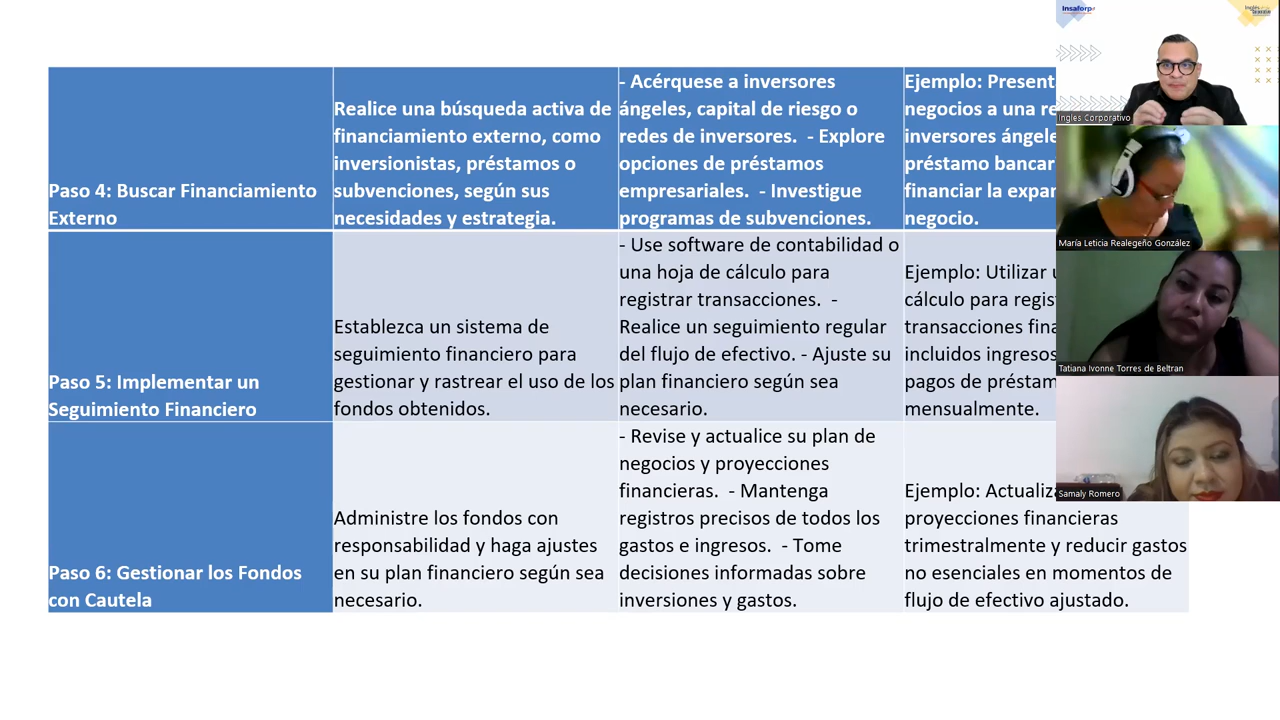 Paso 4: Buscar Financiamiento
Externo
Realice una búsqueda activa de
financiamiento externo, como
inversionistas, préstamos o
subvenciones, según sus
necesidades y estrategia.
- Acérquese a inversores
ángeles, capital de riesgo o
redes de inversores.  - Explore
opciones de préstamos
empresariales.  - Investigue
programas de subvenciones.
Ejemplo: Present
negocios a una re
inversores ángele
préstamo bancar
financiar la expar
negocio.
Paso 5: Implementar un
Seguimiento Financiero
Establezca un sistema de
seguimiento financiero para
gestionar y rastrear el uso de los
fondos obtenidos.
- Use software de contabilidad o
una hoja de cálculo para
registrar transacciones.  -
Realice un seguimiento regular
del flujo de efectivo. - Ajuste su
plan financiero según sea
necesario.
Ejemplo: Utilizar
cálculo para regis
transacciones fina
incluidos ingresos
pagos de préstam
mensualmente.
Paso 6: Gestionar los Fondos
con Cautela
Administre los fondos con
responsabilidad y haga ajustes
en su plan financiero según sea
necesario.
- Revise y actualice su plan de
negocios y proyecciones
financieras.  - Mantenga
registros precisos de todos los
gastos e ingresos.  - Tome
decisiones informadas sobre
inversiones y gastos.
Ejemplo: Actualiza
proyecciones financieras
trimestralmente y reducir gastos
no esenciales en momentos de
flujo de efectivo ajustado.
Insaforp
Ingles Corporativo
María Leticia Realegeño González
Tatiana Ivonne Torres de Beltran
Samaly Romero